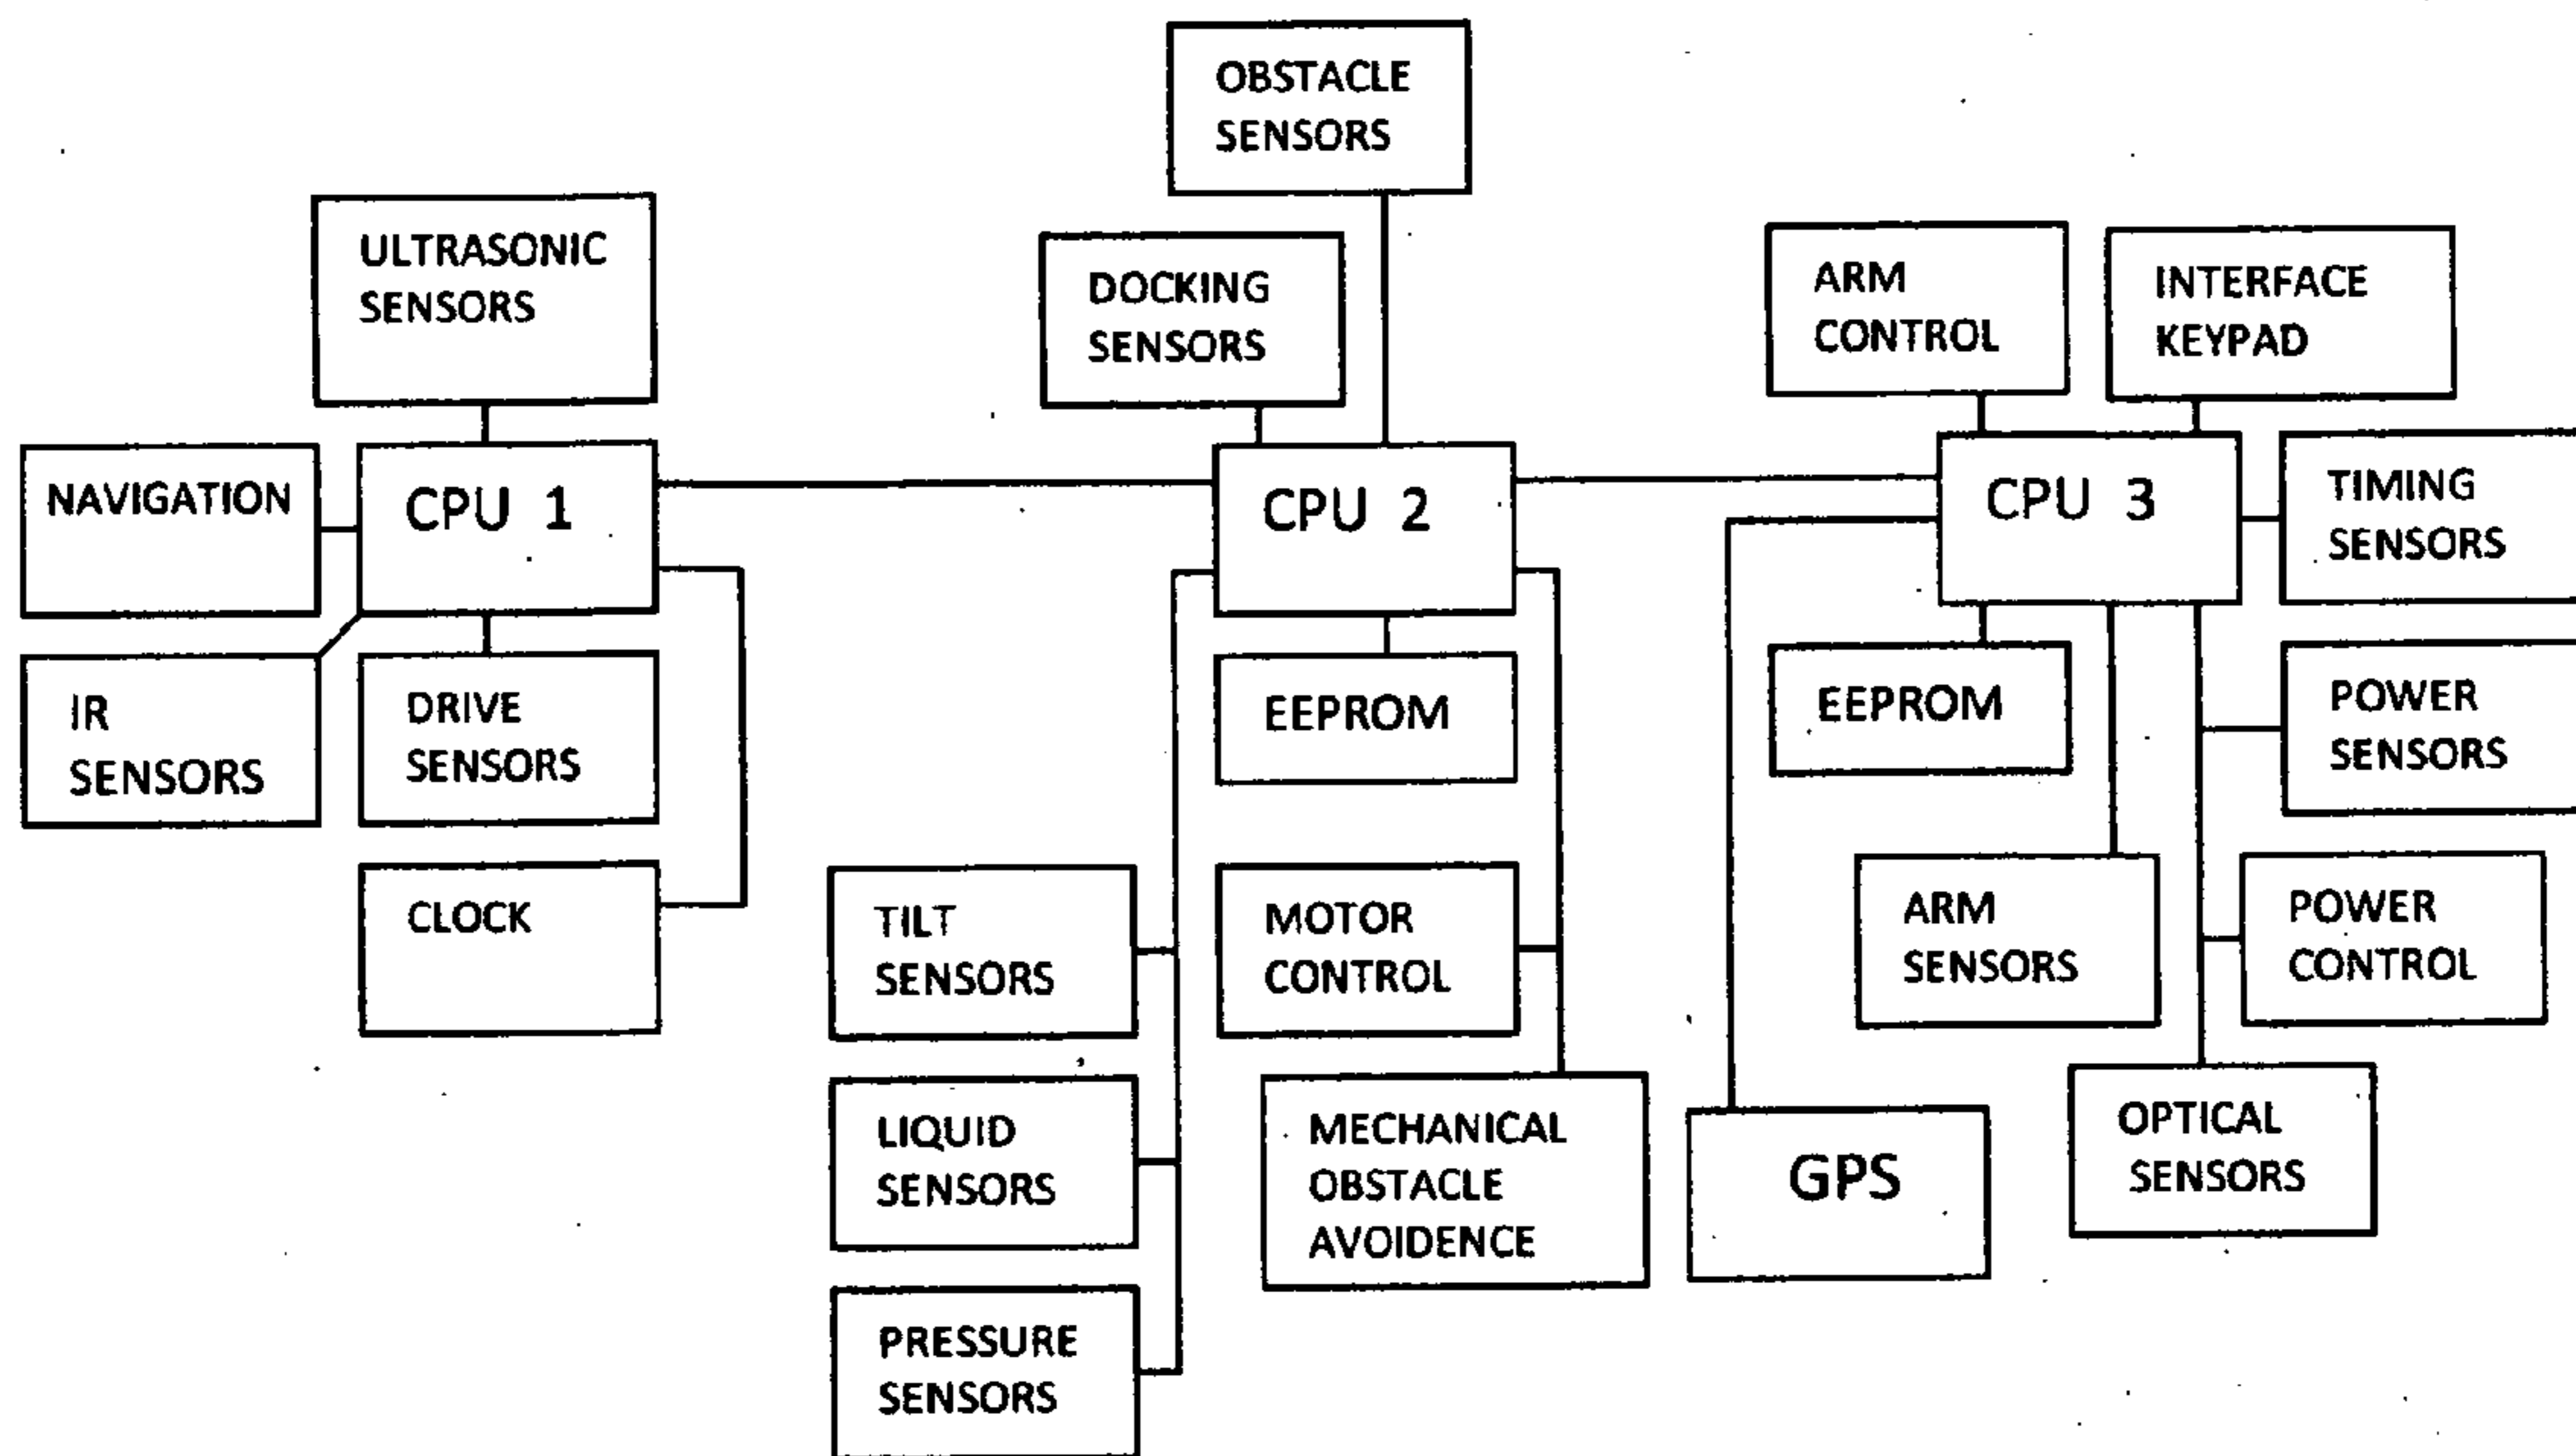 OBSTACLE
SENSORS
ULTRASONIC
SENSORS
DOCKING
SENSORS
ARM
CONTROL
INTERFACE
KEYPAD
NAVIGATION
CPU 1
CPU 2
CPU 3
TIMING
SENSORS
IR
SENSORS
DRIVE
SENSORS
EEPROM
EEPROM
POWER
SENSORS
CLOCK
TILT
SENSORS
MOTOR
CONTROL
ARM
SENSORS
POWER
CONTROL
LIQUID
SENSORS
MECHANICAL
OBSTACLE
AVOIDENCE
GPS
OPTICAL
SENSORS
PRESSURE
SENSORS